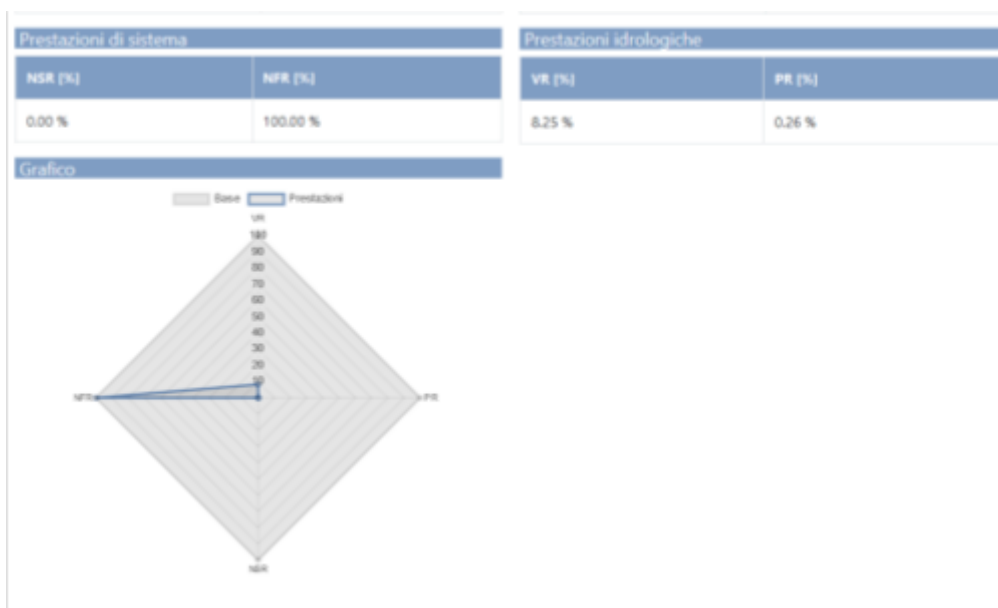 Prestazioni di sistema
NSR [%] NFR [%]
0.00 % 100.00 %
Prestazioni idrologiche
VR [%] PR [%]
8.25 % 0.26 %
Grafico
Base Prestazioni
VR
100
90
80
70
60
50
40
30
20
10
NFR PR
NSR